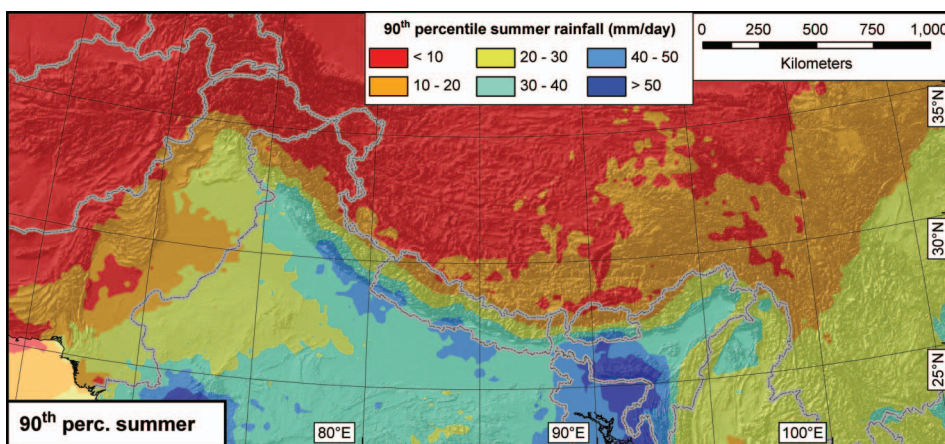 90th percentile summer rainfall (mm/day)
< 10
20 - 30
40 - 50
10 - 20
30 - 40
> 50
0 250 500 750 1,000
Kilometers
35°N
30°N
25°N
90th perc. summer
80°E
90°E
100°E